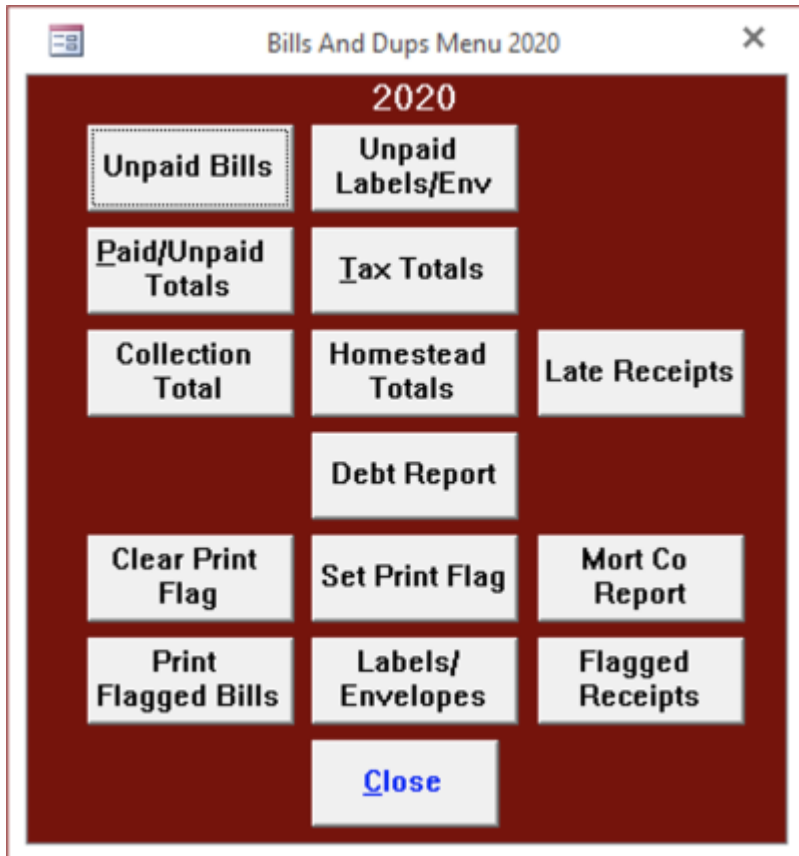 Bills And Dups Menu 2020
2020
Unpaid Bills
Unpaid
Labels/Env
Paid/Unpaid
Totals
Tax Totals
Collection
Total
Homestead
Totals
Late Receipts
Debt Report
Clear Print
Flag
Set Print Flag
Mort Co
Report
Print
Flagged Bills
Labels/
Envelopes
Flagged
Receipts
Close